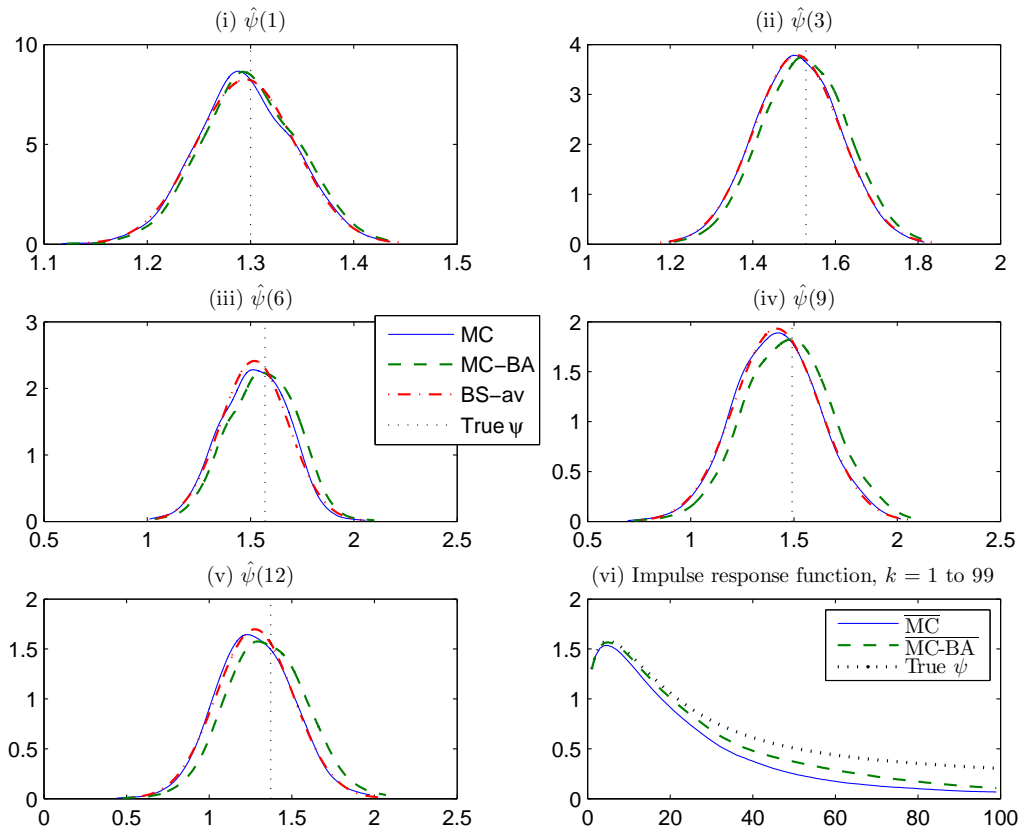 (i) ψ̂(1)
10
5
0
1.1 1.2 1.3 1.4 1.5
(ii) ψ̂(3)
4
3
2
1
0
1 1.2 1.4 1.6 1.8 2
(iii) ψ̂(6)
3
2
1
0
0.5 1 1.5 2 2.5
MC
MC−BA
BS−av
True ψ
(iv) ψ̂(9)
2
1.5
1
0.5
0
0.5 1 1.5 2 2.5
(v) ψ̂(12)
2
1.5
1
0.5
0
0 0.5 1 1.5 2 2.5
(vi) Impulse response function, k = 1 to 99
2
1.5
1
0.5
0
0 20 40 60 80 100
M̅C̅
M̅C̅-̅B̅A̅
True ψ